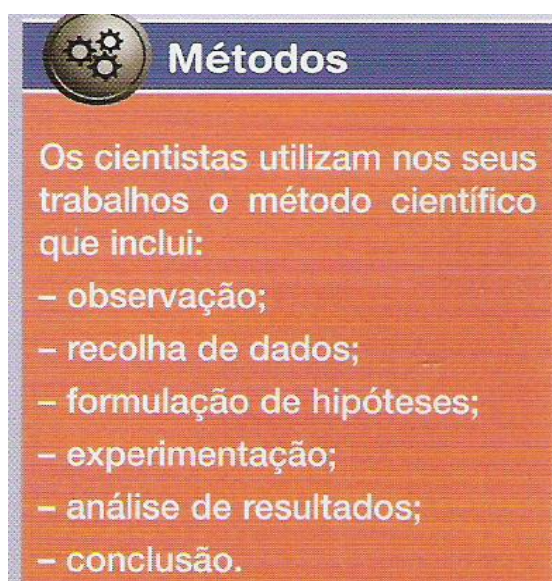 Métodos
Os cientistas utilizam nos seus
trabalhos o método científico
que inclui:
– observação;
– recolha de dados;
– formulação de hipóteses;
– experimentação;
– análise de resultados;
– conclusão.